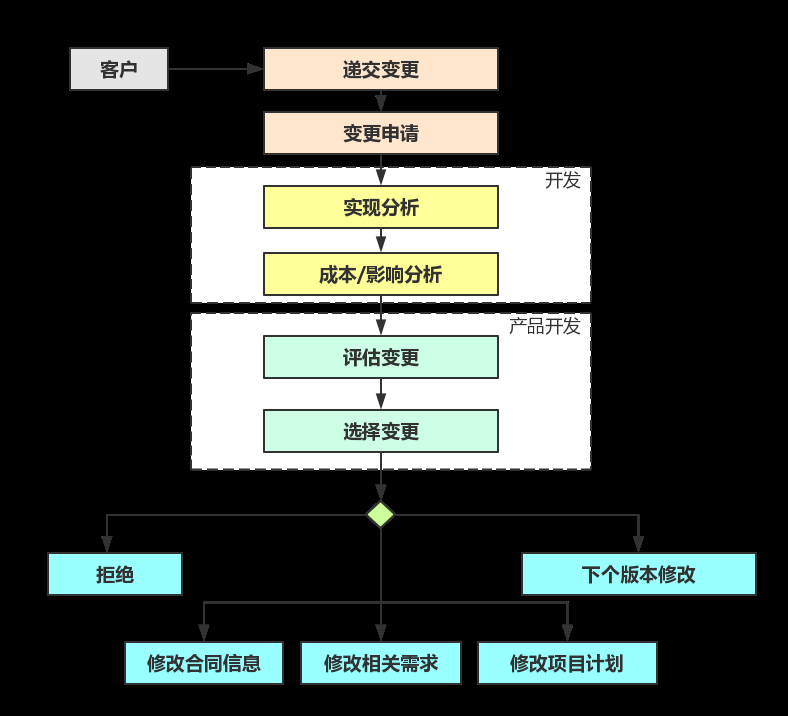 客户
递交变更
变更申请
开发
实现分析
成本/影响分析
产品开发
评估变更
选择变更
拒绝
下个版本修改
修改合同信息
修改相关需求
修改项目计划